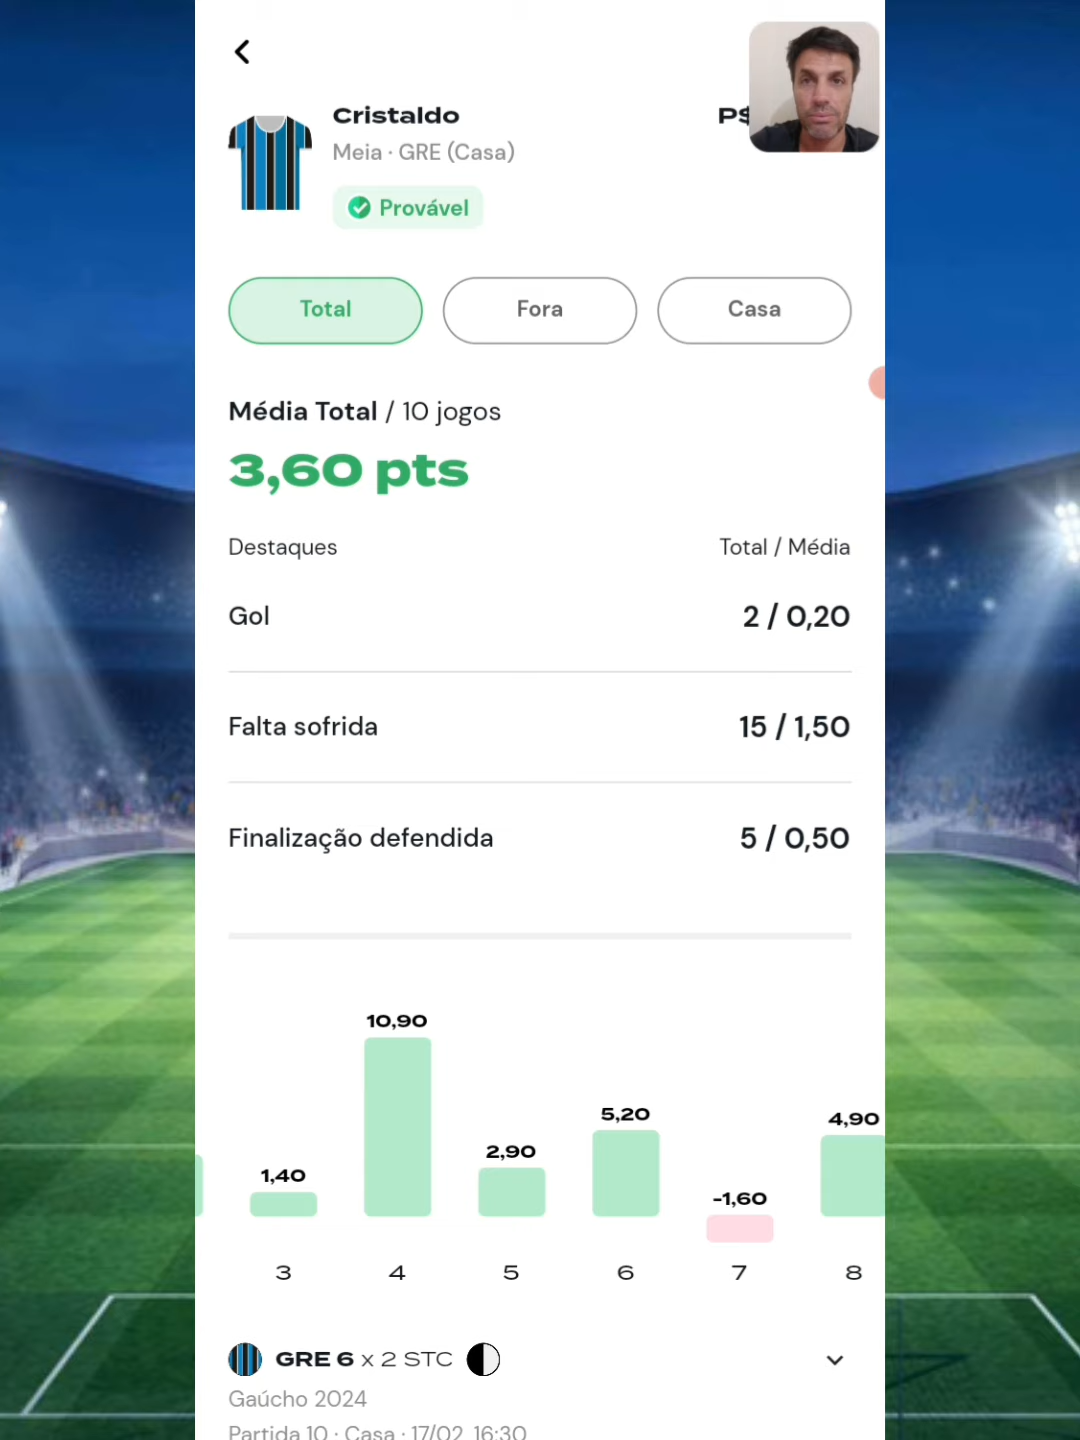 Cristaldo
P$
Meia · GRE (Casa)
Provável
Total
Fora
Casa
Média Total / 10 jogos
3,60 pts
Destaques
Total / Média
Gol
2 / 0,20
Falta sofrida
15 / 1,50
Finalização defendida
5 / 0,50
10,90
5,20
4,90
2,90
1,40
-1,60
3
4
5
6
7
8
GRE 6 x 2 STC
Gaúcho 2024
Partida 10 · Casa · 17/02, 16:30